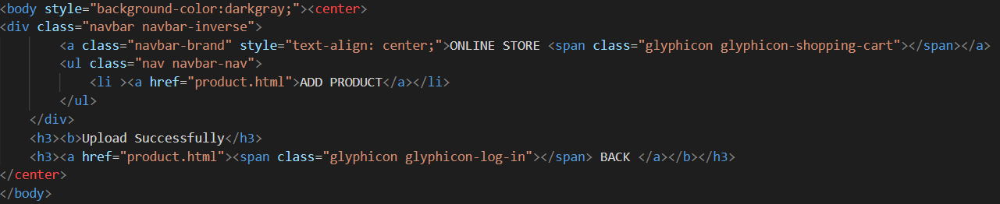 <body style="background-color:darkgray;"><center>
<div class="navbar navbar-inverse">
        <a class="navbar-brand" style="text-align: center;">ONLINE STORE <span class="glyphicon glyphicon-shopping-cart"></span></a>
        <ul class="nav navbar-nav">
            <li ><a href="product.html">ADD PRODUCT</a></li>
        </ul>
    </div>
    <h3><b>Upload Successfully</h3>
    <h3><a href="product.html"><span class="glyphicon glyphicon-log-in"></span> BACK </a></b></h3>
</center>
</body>